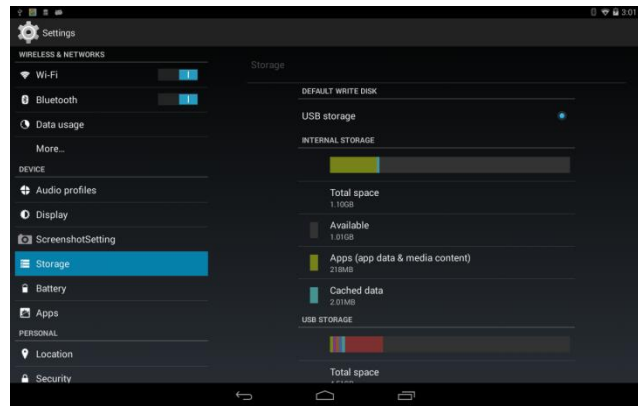 3:01
Settings
WIRELESS & NETWORKS
Wi-Fi
Bluetooth
Data usage
More...
DEVICE
Audio profiles
Display
ScreenshotSetting
Storage
Battery
Apps
PERSONAL
Location
Security
Storage
DEFAULT WRITE DISK
USB storage
INTERNAL STORAGE
Total space
1.10GB
Available
1.01GB
Apps (app data & media content)
218MB
Cached data
2.01MB
USB STORAGE
Total space